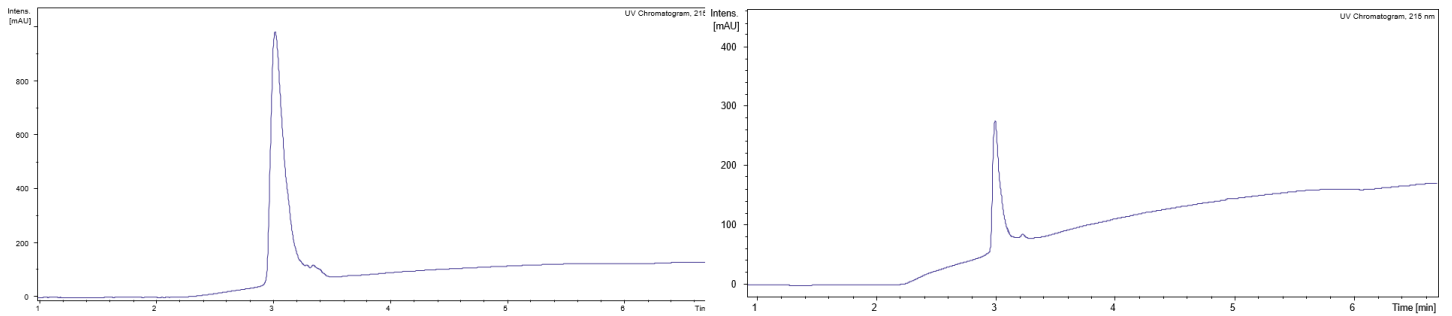 Intens.
[mAU]
UV Chromatogram, 215
800
600
400
200
0
1 2 3 4 5 6 Tim
Intens.
[mAU]
UV Chromatogram, 215 nm
400
300
200
100
0
1 2 3 4 5 6 Time [min]